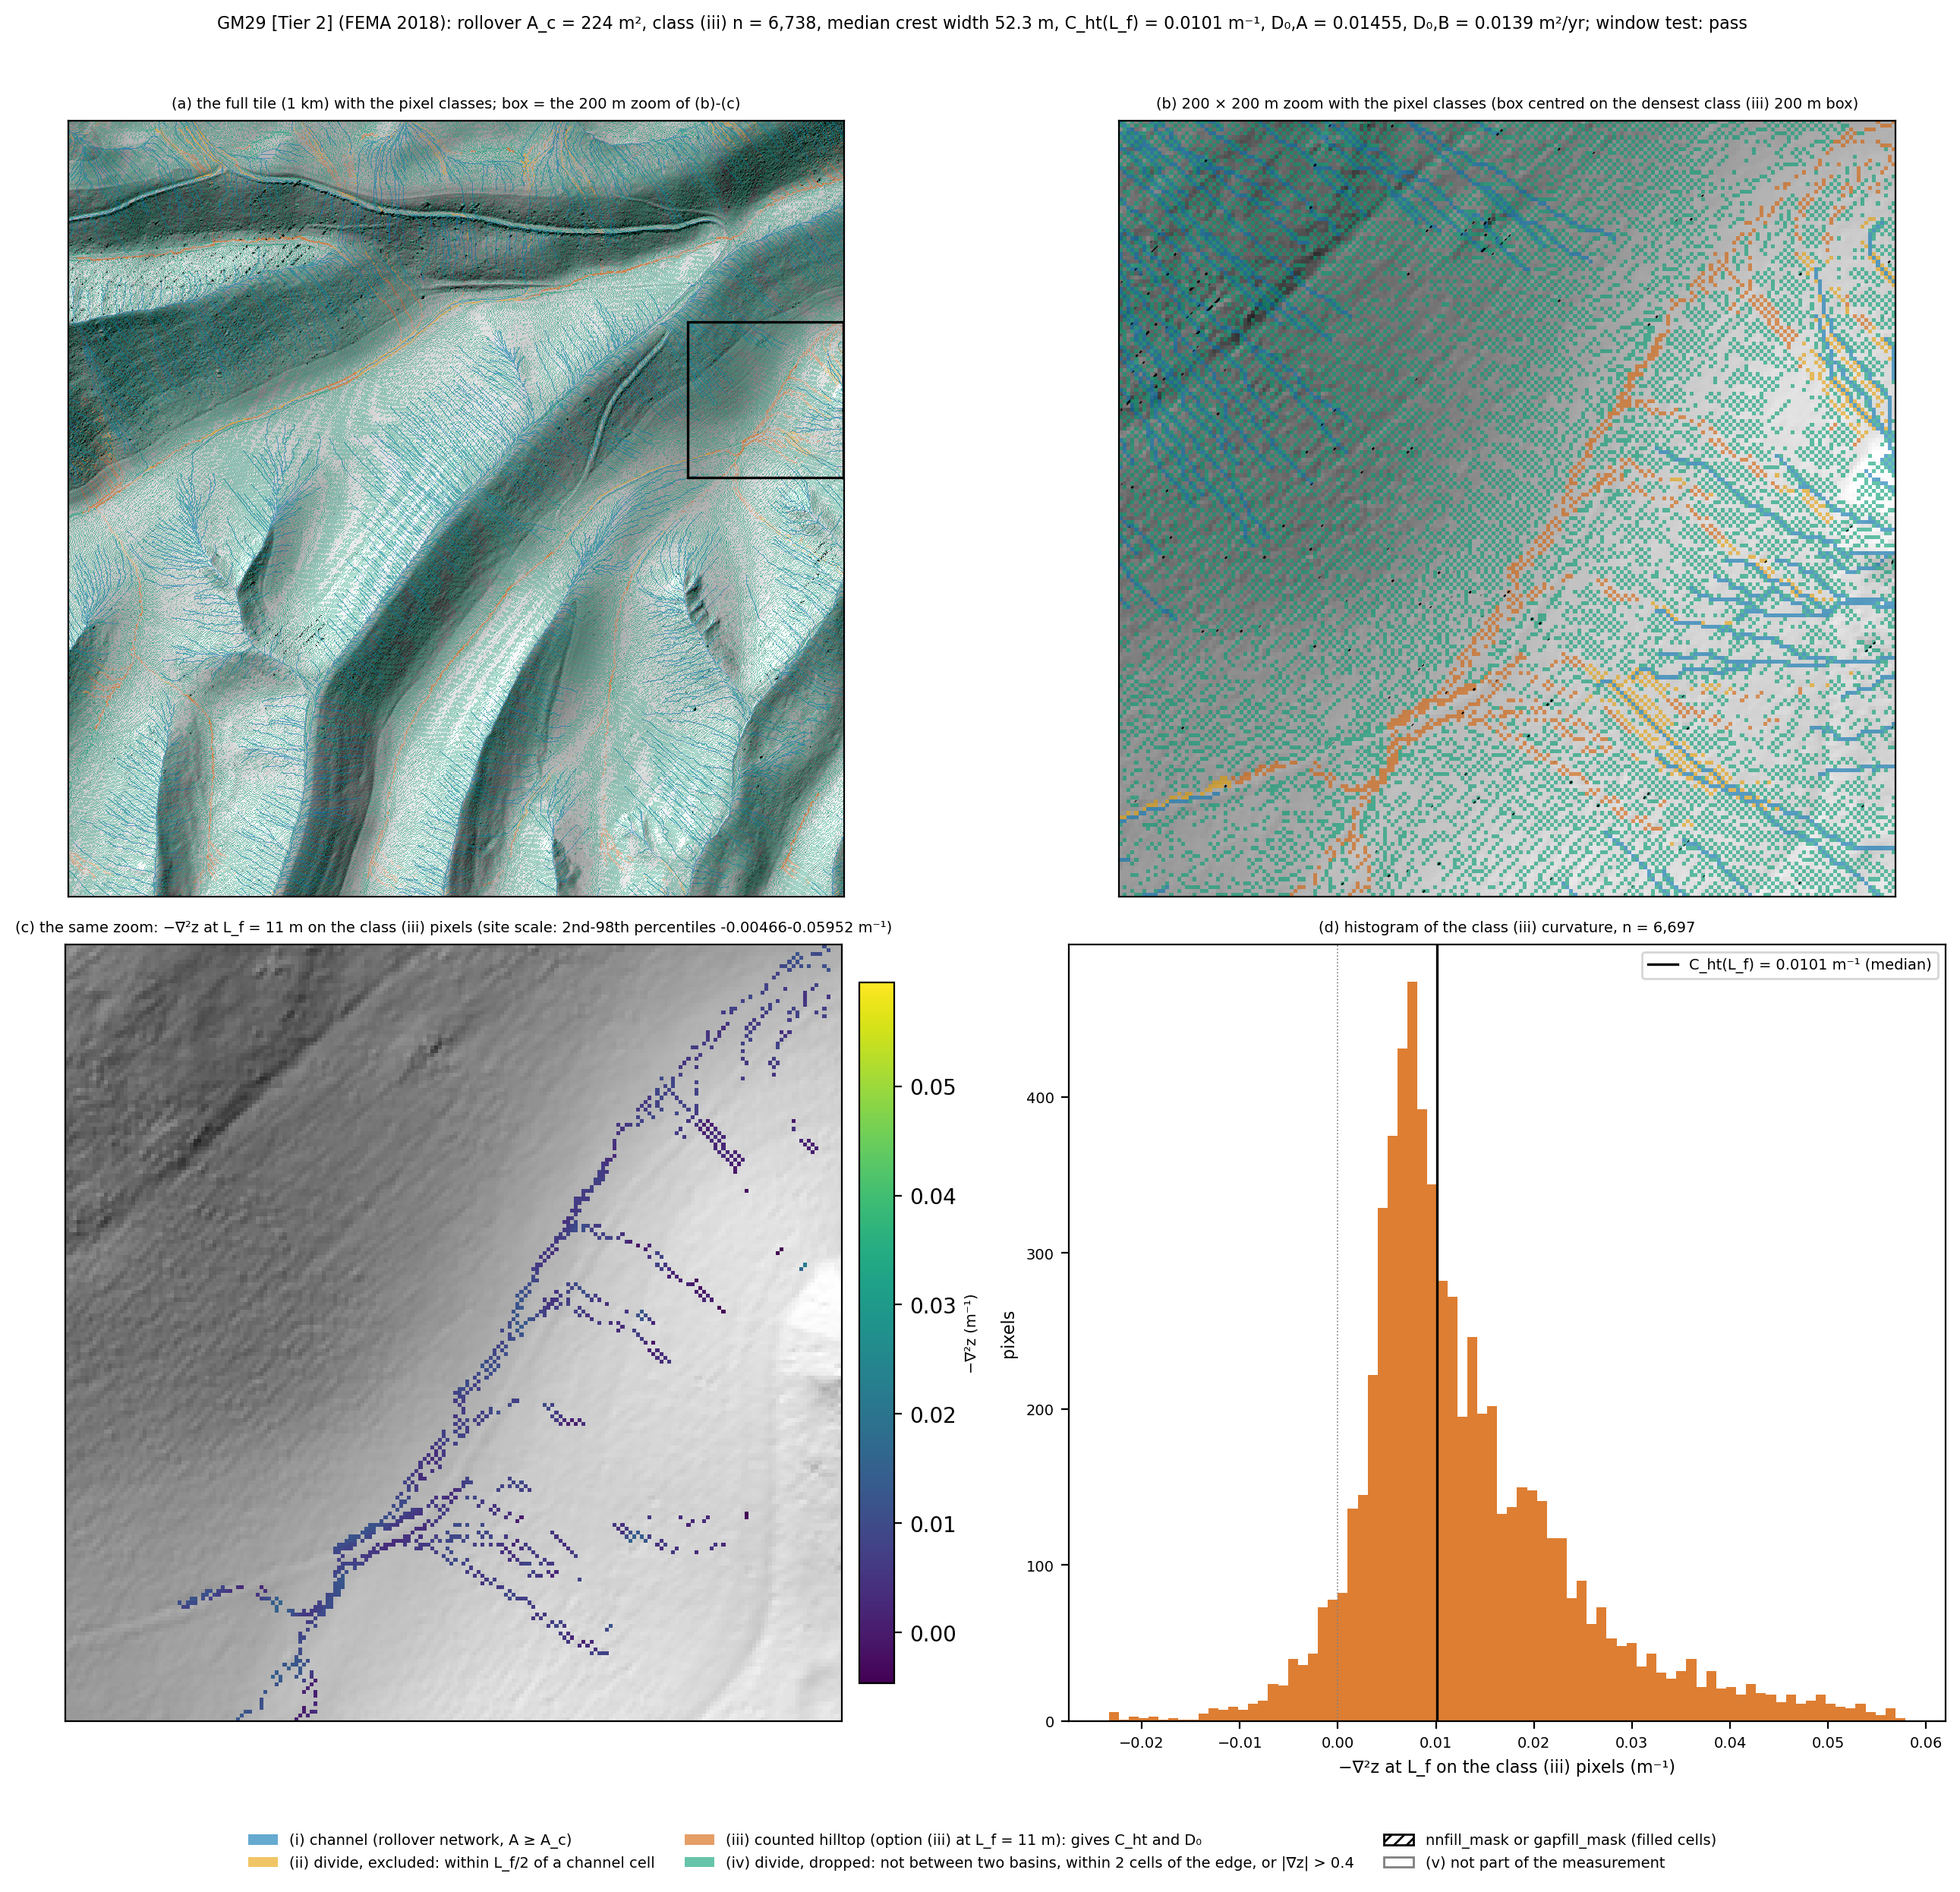 GM29 [Tier 2] (FEMA 2018): rollover A_c = 224 m², class (iii) n = 6,738, median crest width 52.3 m, C_ht(L_f) = 0.0101 m⁻¹, D₀,A = 0.01455, D₀,B = 0.0139 m²/yr; window test: pass
(a) the full tile (1 km) with the pixel classes; box = the 200 m zoom of (b)-(c)
(b) 200 × 200 m zoom with the pixel classes (box centred on the densest class (iii) 200 m box)
(c) the same zoom: −∇²z at L_f = 11 m on the class (iii) pixels (site scale: 2nd-98th percentiles -0.00466-0.05952 m⁻¹)
0.05
0.04
0.03
0.02
0.01
0.00
−∇²z (m⁻¹)
(d) histogram of the class (iii) curvature, n = 6,697
C_ht(L_f) = 0.0101 m⁻¹ (median)
pixels
400
300
200
100
0
−0.02 −0.01 0.00 0.01 0.02 0.03 0.04 0.05 0.06
−∇²z at L_f on the class (iii) pixels (m⁻¹)
(i) channel (rollover network, A ≥ A_c)
(ii) divide, excluded: within L_f/2 of a channel cell
(iii) counted hilltop (option (iii) at L_f = 11 m): gives C_ht and D₀
(iv) divide, dropped: not between two basins, within 2 cells of the edge, or |∇z| > 0.4
nnfill_mask or gapfill_mask (filled cells)
(v) not part of the measurement